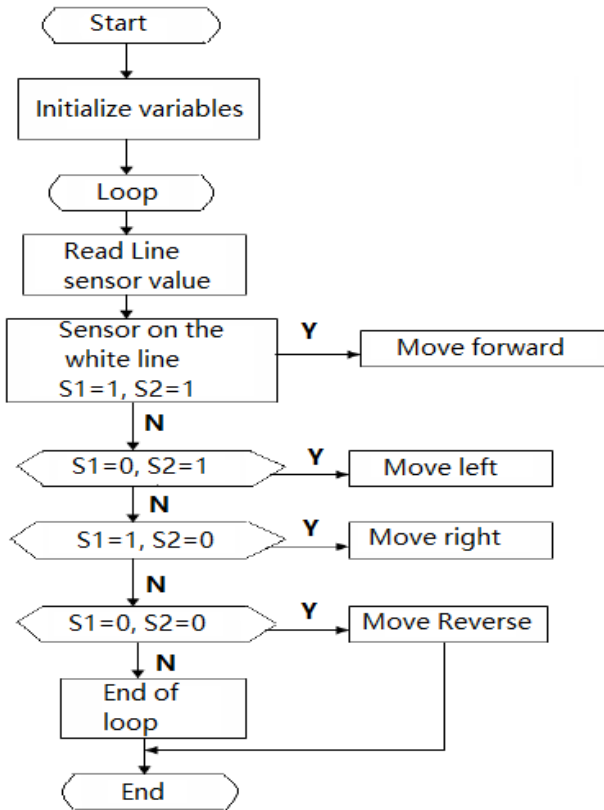 Start
Initialize variables
Loop
Read Line
sensor value
Sensor on the
white line
S1=1, S2=1
Y
Move forward
N
S1=0, S2=1
Y
Move left
N
S1=1, S2=0
Y
Move right
N
S1=0, S2=0
Y
Move Reverse
N
End of
loop
End